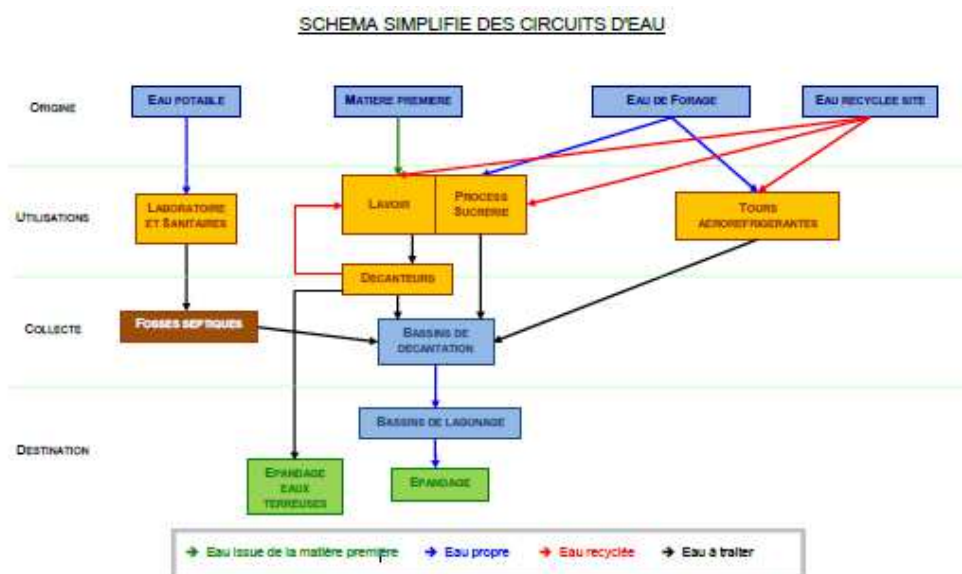 SCHEMA SIMPLIFIE DES CIRCUITS D'EAU
ORIGINE
EAU POTABLE
MATIERE PREMIERE
EAU DE FORAGE
EAU RECYCLEE SITE
UTILISATIONS
LABORATOIRE
ET SANITAIRES
LAVOIR
PROCESS
SUCRERIE
TOURS
AEROREFRIGERANTES
DECANTEURS
COLLECTE
FOSSES SEPTIQUES
BASSINS DE
DECANTATION
BASSINS DE LAGUNAGE
DESTINATION
EPANDAGE
EAUX
TERREUSES
EPANDAGE
→ Eau issue de la matière première → Eau propre → Eau recyclée → Eau à traiter